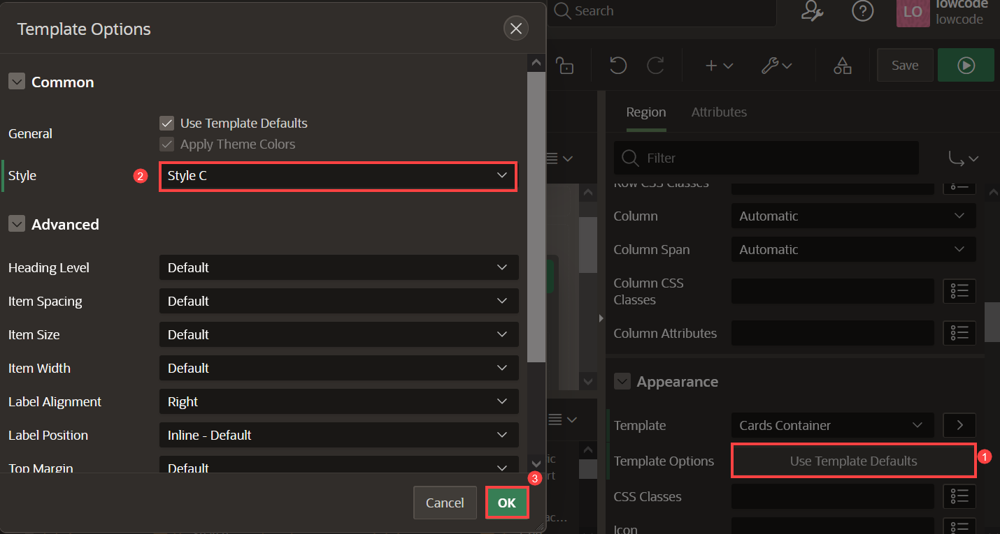 Template Options
Common
General
Use Template Defaults
Apply Theme Colors
Style
2
Style C
Advanced
Heading Level
Default
Item Spacing
Default
Item Size
Default
Item Width
Default
Label Alignment
Right
Label Position
Inline - Default
Top Margin
Default
3
Cancel
OK
Search
LO
lowcode
lowcode
Save
Region
Attributes
Filter
Row CSS Classes
Column
Automatic
Column Span
Automatic
Column CSS
Classes
Column Attributes
Appearance
Template
Cards Container
Template Options
Use Template Defaults
1
CSS Classes
Icon